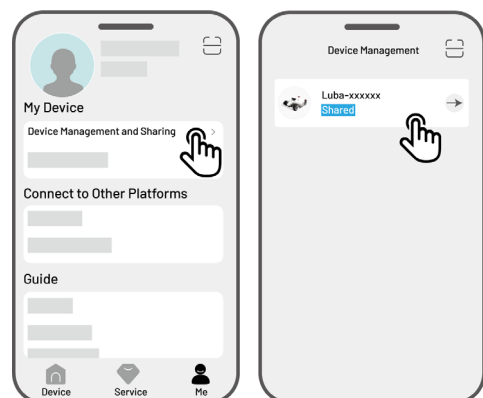 My Device
Device Management and Sharing
Connect to Other Platforms
Guide
Device
Service
Me
Device Management
Luba-xxxxxx
Shared